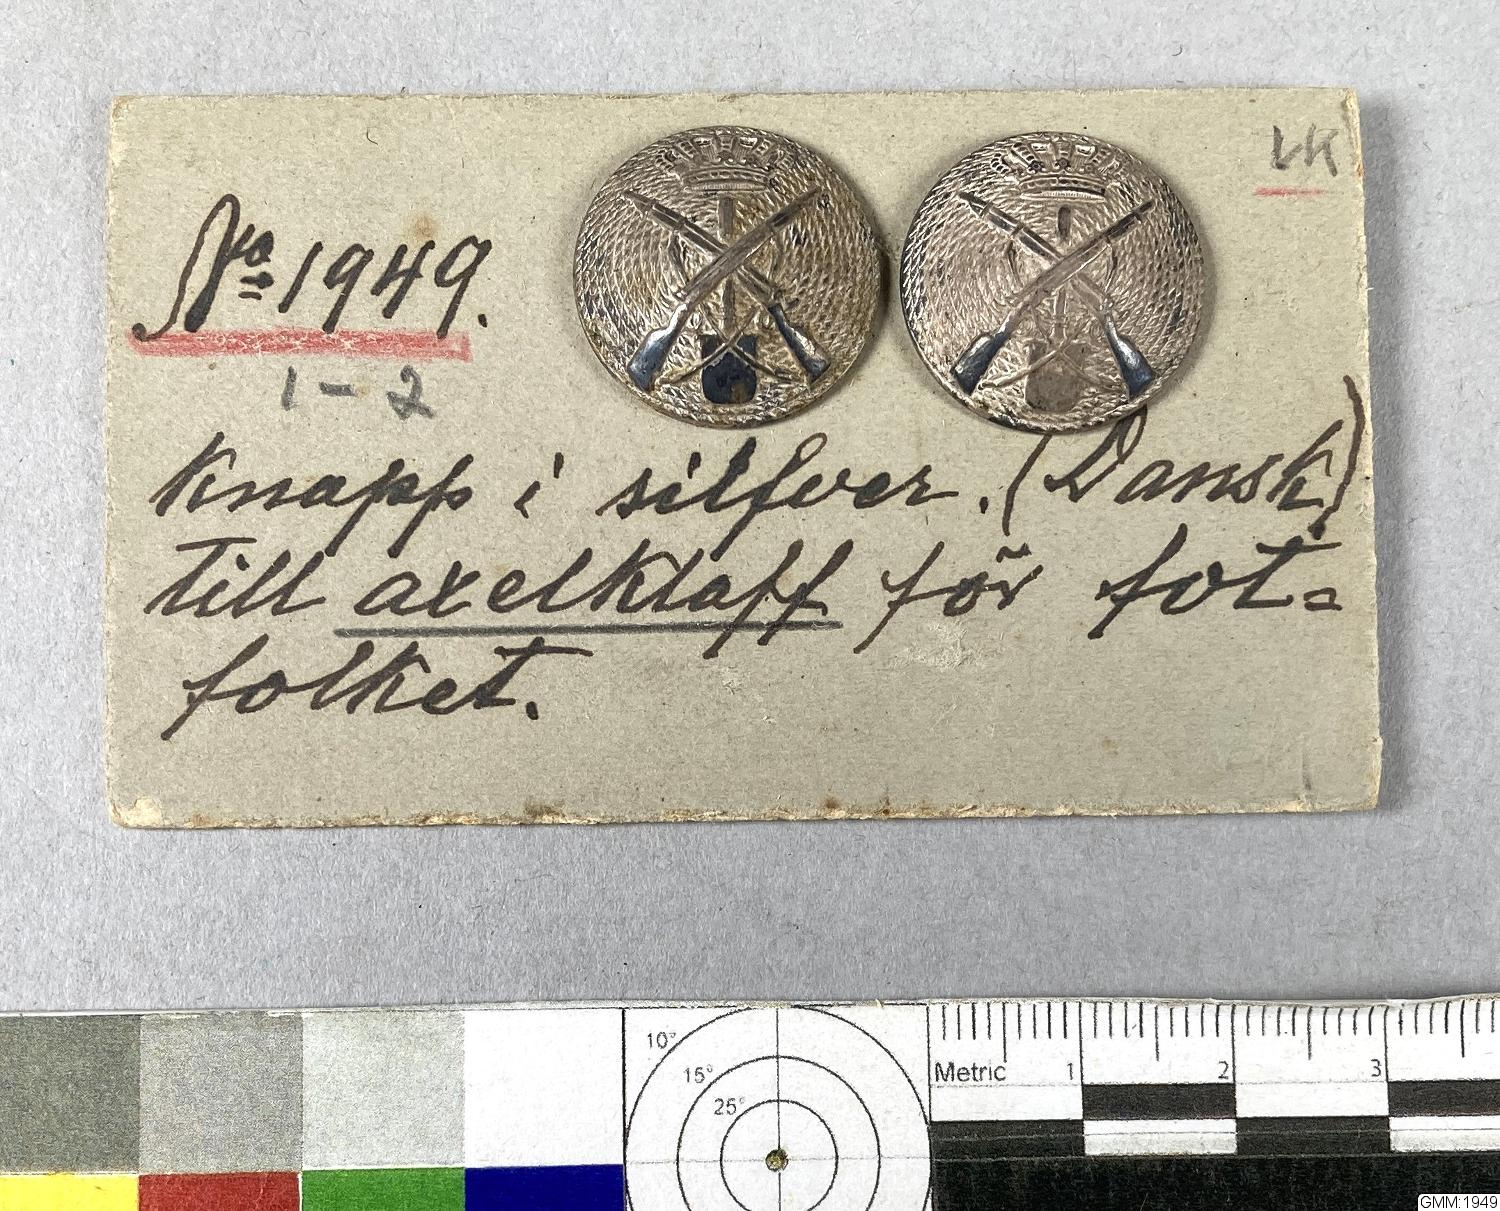 LK
No 1949.
1-2
Knapp i silfver. (Dansk)
till axelklaff för fot=
folket.
10°
15°
25°
Metric 1 2 3
GMM:1949